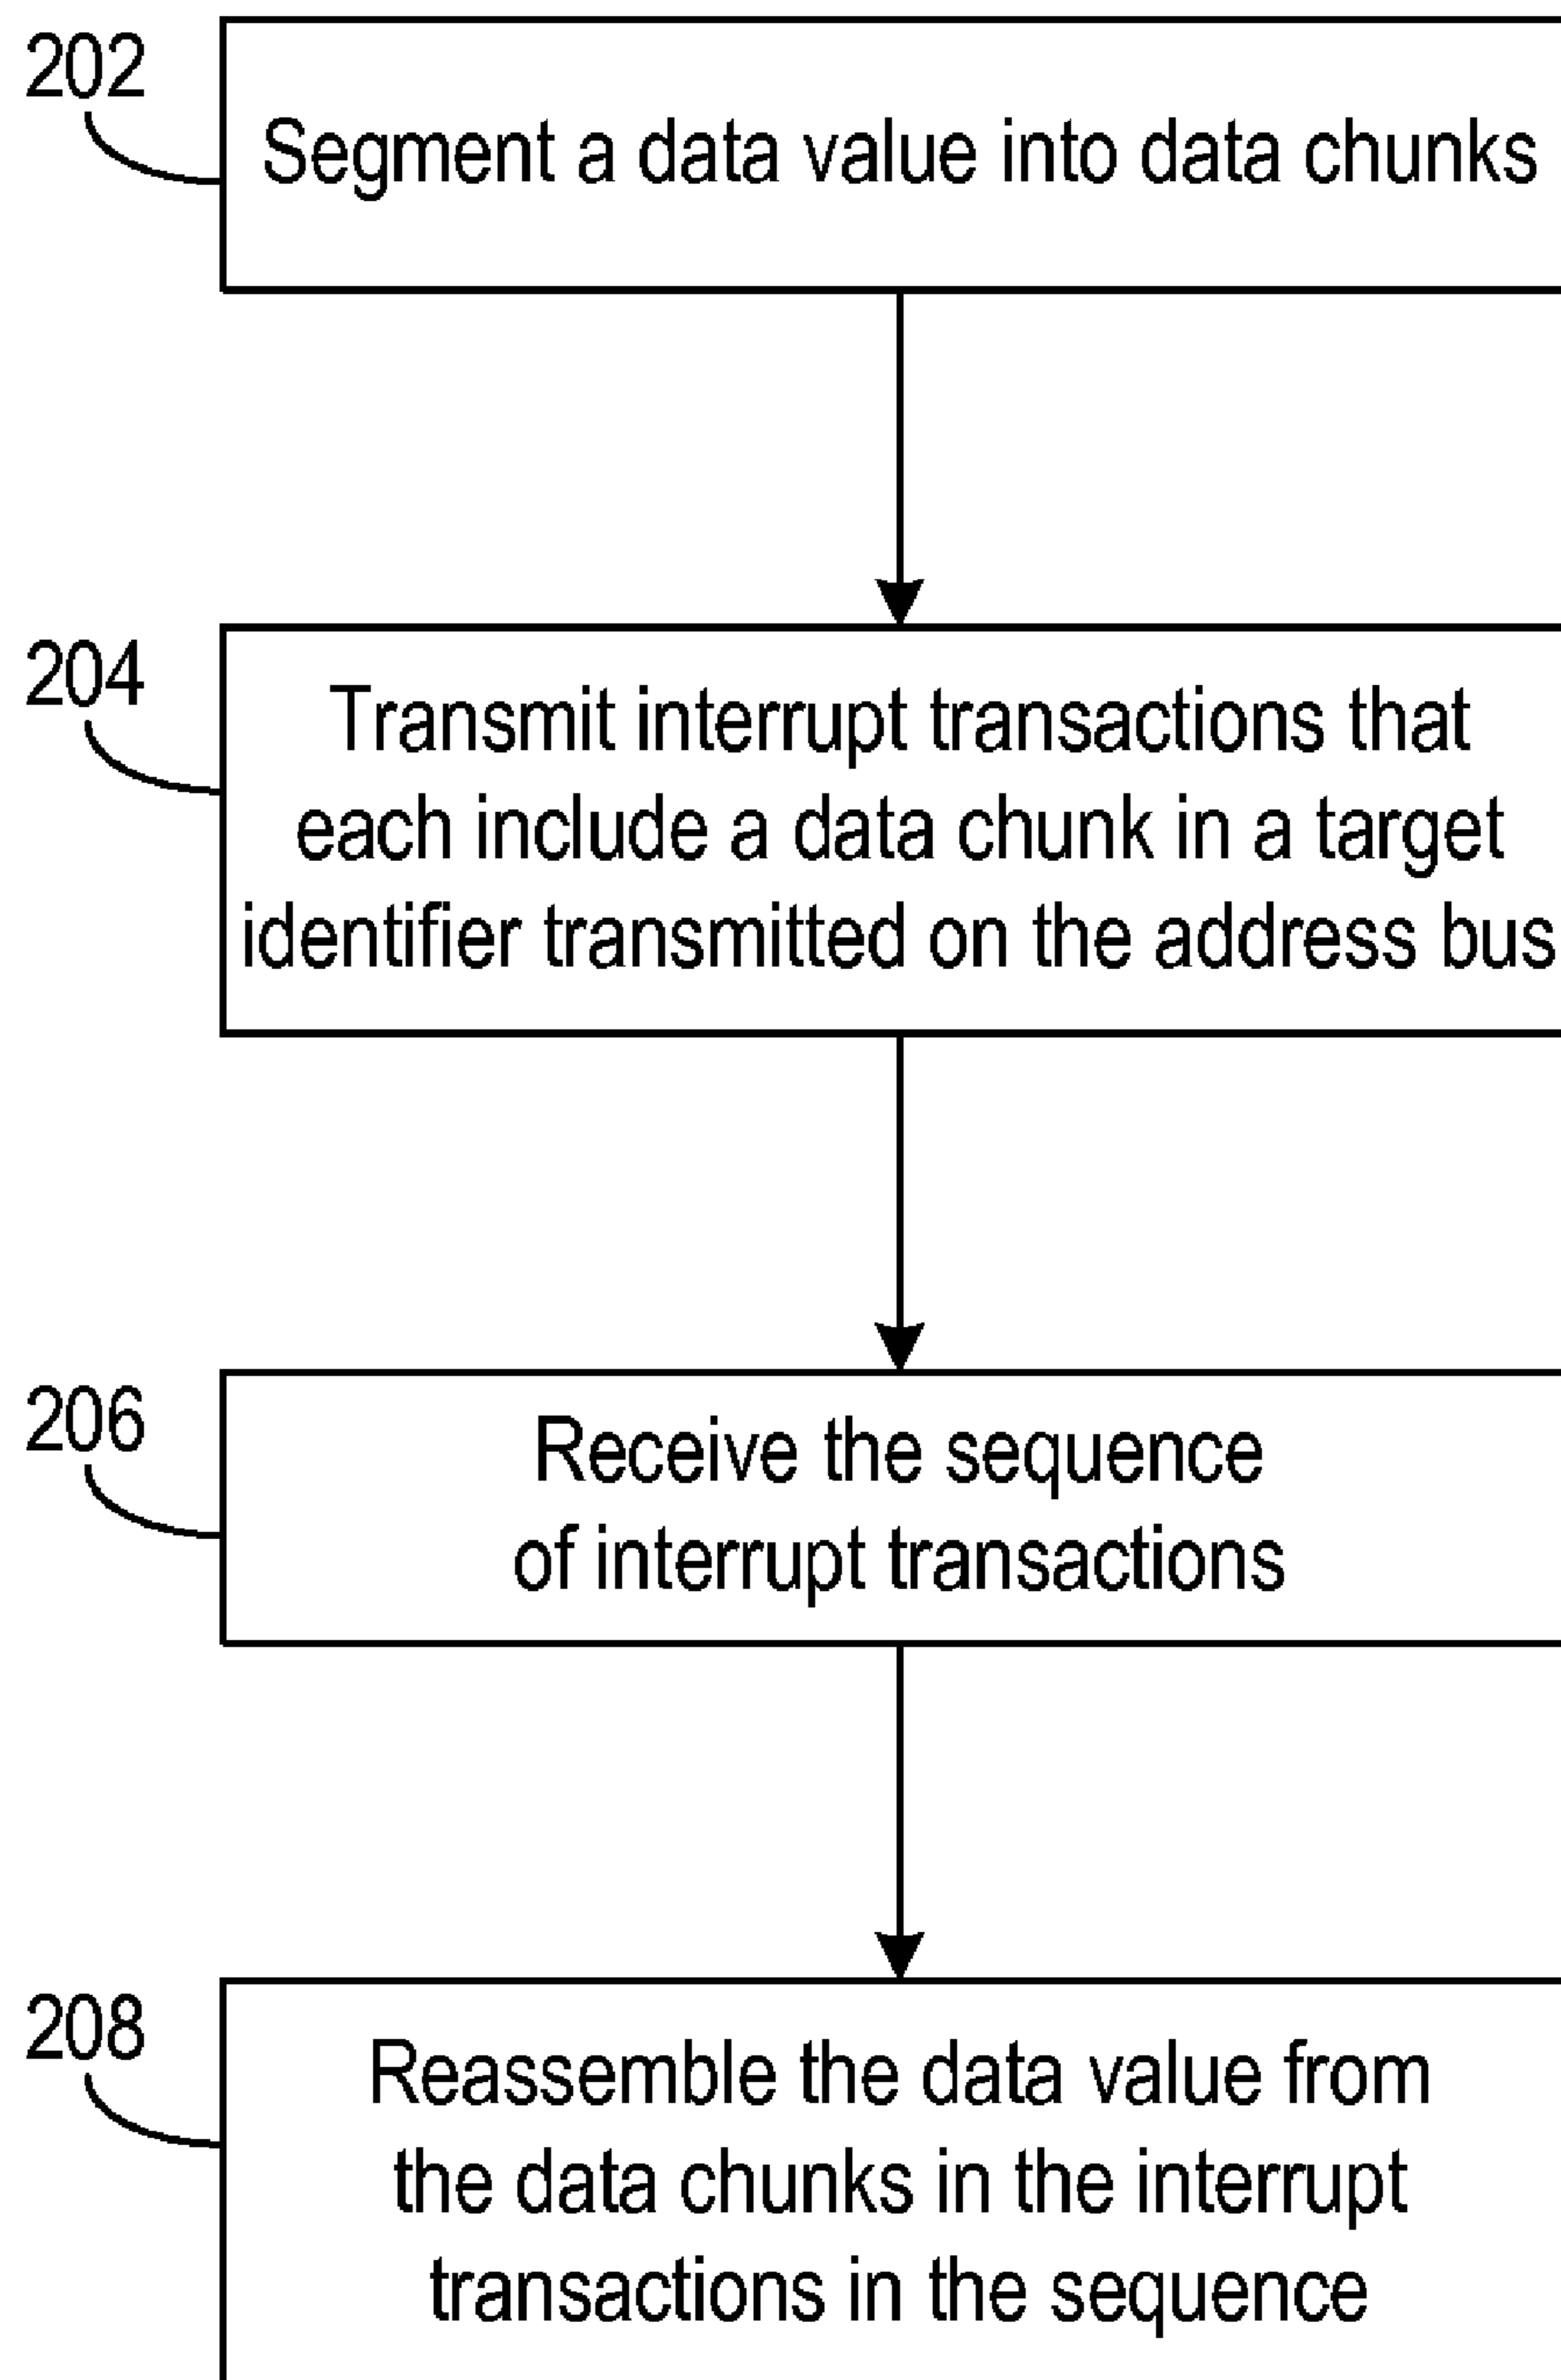 202
Segment a data value into data chunks
204
Transmit interrupt transactions that
each include a data chunk in a target
identifier transmitted on the address bus
206
Receive the sequence
of interrupt transactions
208
Reassemble the data value from
the data chunks in the interrupt
transactions in the sequence